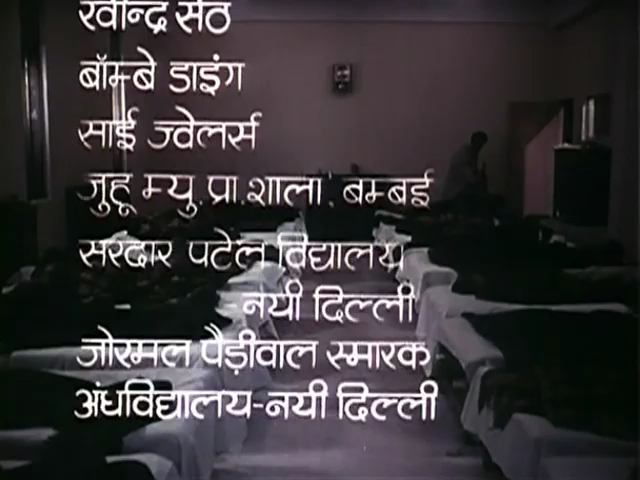 रवीन्द्र सेठ
बॉम्बे डाइंग
साई ज्वेलर्स
जुहू म्यु.प्रा.शाला, बम्बई
सरदार पटेल विद्यालय
-नयी दिल्ली
जोरमल पैड़ीवाल स्मारक
अंधविद्यालय-नयी दिल्ली